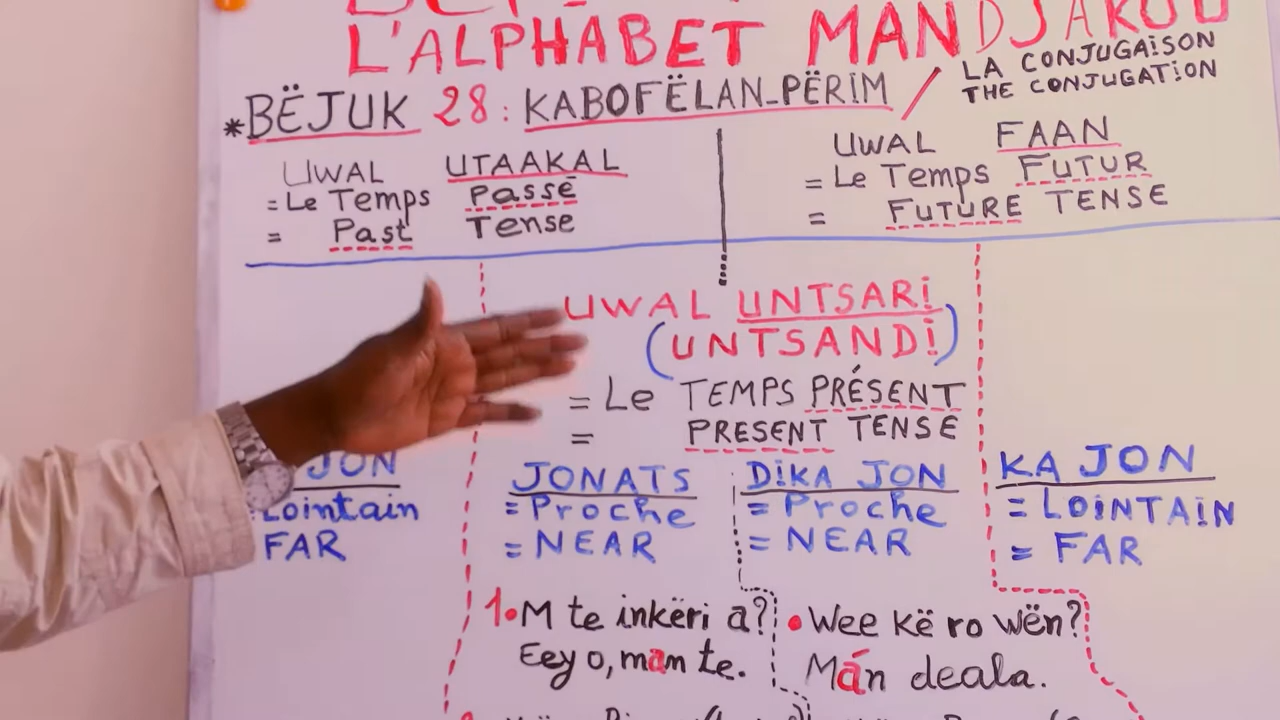 L'ALPHABET MANDJAKOU
LA CONJUGAiSON
THE CONJUGATiON
*BËJUK 28: KABOFËLAN-PËRiM /
UWAL UTAAKAL
= Le Temps Passé
= Past Tense
UWAL FAAN
= Le Temps FUTUR
= FUTURE TENSE
UWAL UNTSARi
(UNTSANDi)
= Le TEMPS PRÉSENT
= PRESENT TENSE
JON
Lointain
FAR
JONATS
= Proche
= NEAR
DiKA JON
= Proche
= NEAR
KA JON
= LOiNTAiN
= FAR
1•M te inkëri a?
Eey o, man te.
•Wee kë ro wën?
Mán deala.